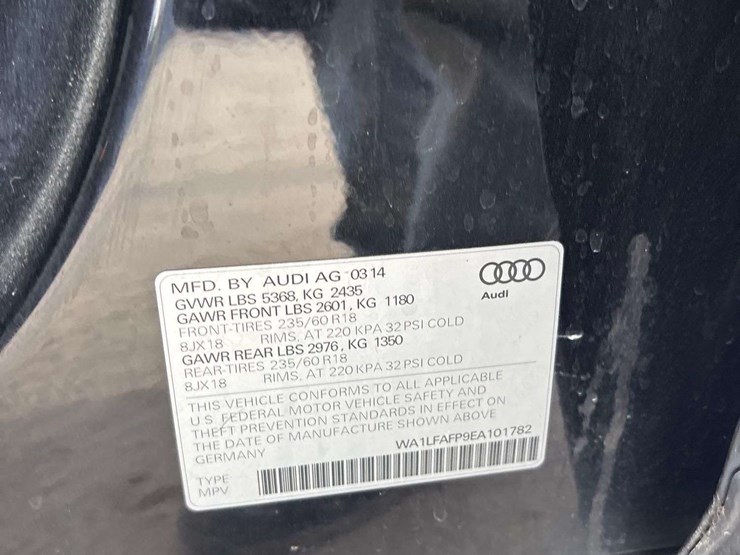 MFD. BY AUDI AG 0314
GVWR LBS 5368, KG 2435
GAWR FRONT LBS 2601, KG 1180
FRONT-TIRES 235/60 R18
8JX18 RIMS, AT 220 KPA 32 PSI COLD
GAWR REAR LBS 2976, KG 1350
REAR-TIRES 235/60 R18
8JX18 RIMS, AT 220 KPA 32 PSI COLD
Audi
THIS VEHICLE CONFORMS TO ALL APPLICABLE
U.S. FEDERAL MOTOR VEHICLE SAFETY AND
THEFT PREVENTION STANDARDS IN EFFECT ON
THE DATE OF MANUFACTURE SHOWN ABOVE
GERMANY WA1LFAFP9EA101782
TYPE
MPV